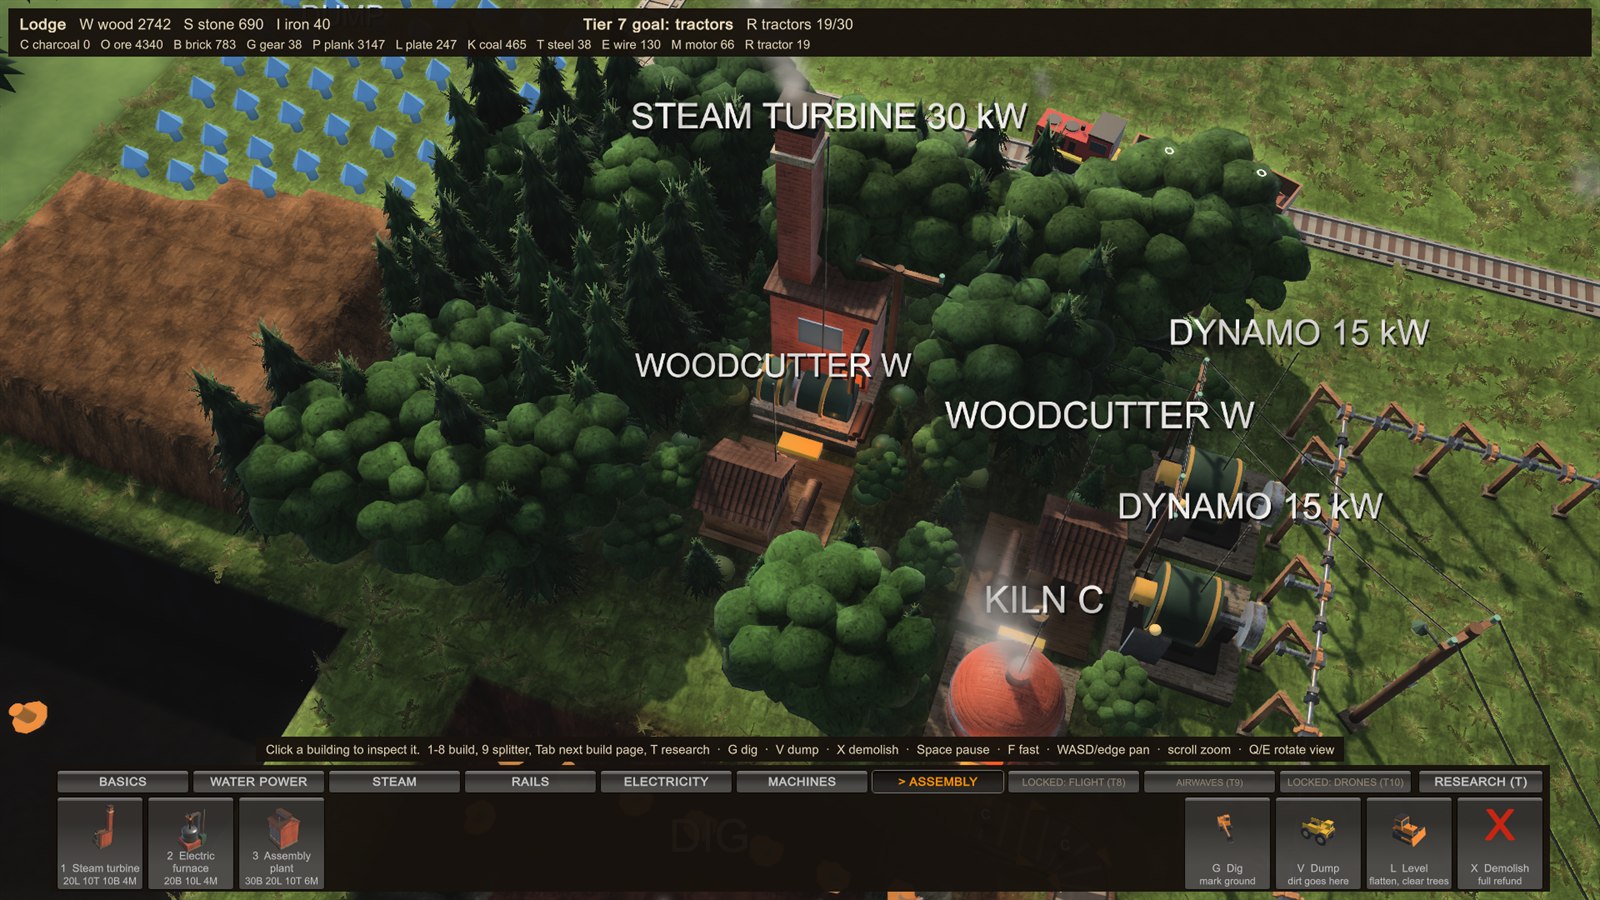 PUMP
Lodge W wood 2742 S stone 690 I iron 40 Tier 7 goal: tractors R tractors 19/30
C charcoal 0 O ore 4340 B brick 783 G gear 38 P plank 3147 L plate 247 K coal 465 T steel 38 E wire 130 M motor 66 R tractor 19
STEAM TURBINE 30 kW
DYNAMO 15 kW
WOODCUTTER W
WOODCUTTER W
DYNAMO 15 kW
KILN C
Click a building to inspect it. 1-8 build, 9 splitter, Tab next build page, T research · G dig · V dump · X demolish · Space pause · F fast · WASD/edge pan · scroll zoom · Q/E rotate view
BASICS WATER POWER STEAM RAILS ELECTRICITY MACHINES > ASSEMBLY LOCKED: FLIGHT (T8) AIRWAVES (T9) LOCKED: DRONES (T10) RESEARCH (T)
DIG
1 Steam turbine
20L 10T 10B 4M
2 Electric furnace
20B 10L 4M
3 Assembly plant
30B 20L 10T 6M
G Dig
mark ground
V Dump
dirt goes here
L Level
flatten, clear trees
X Demolish
full refund